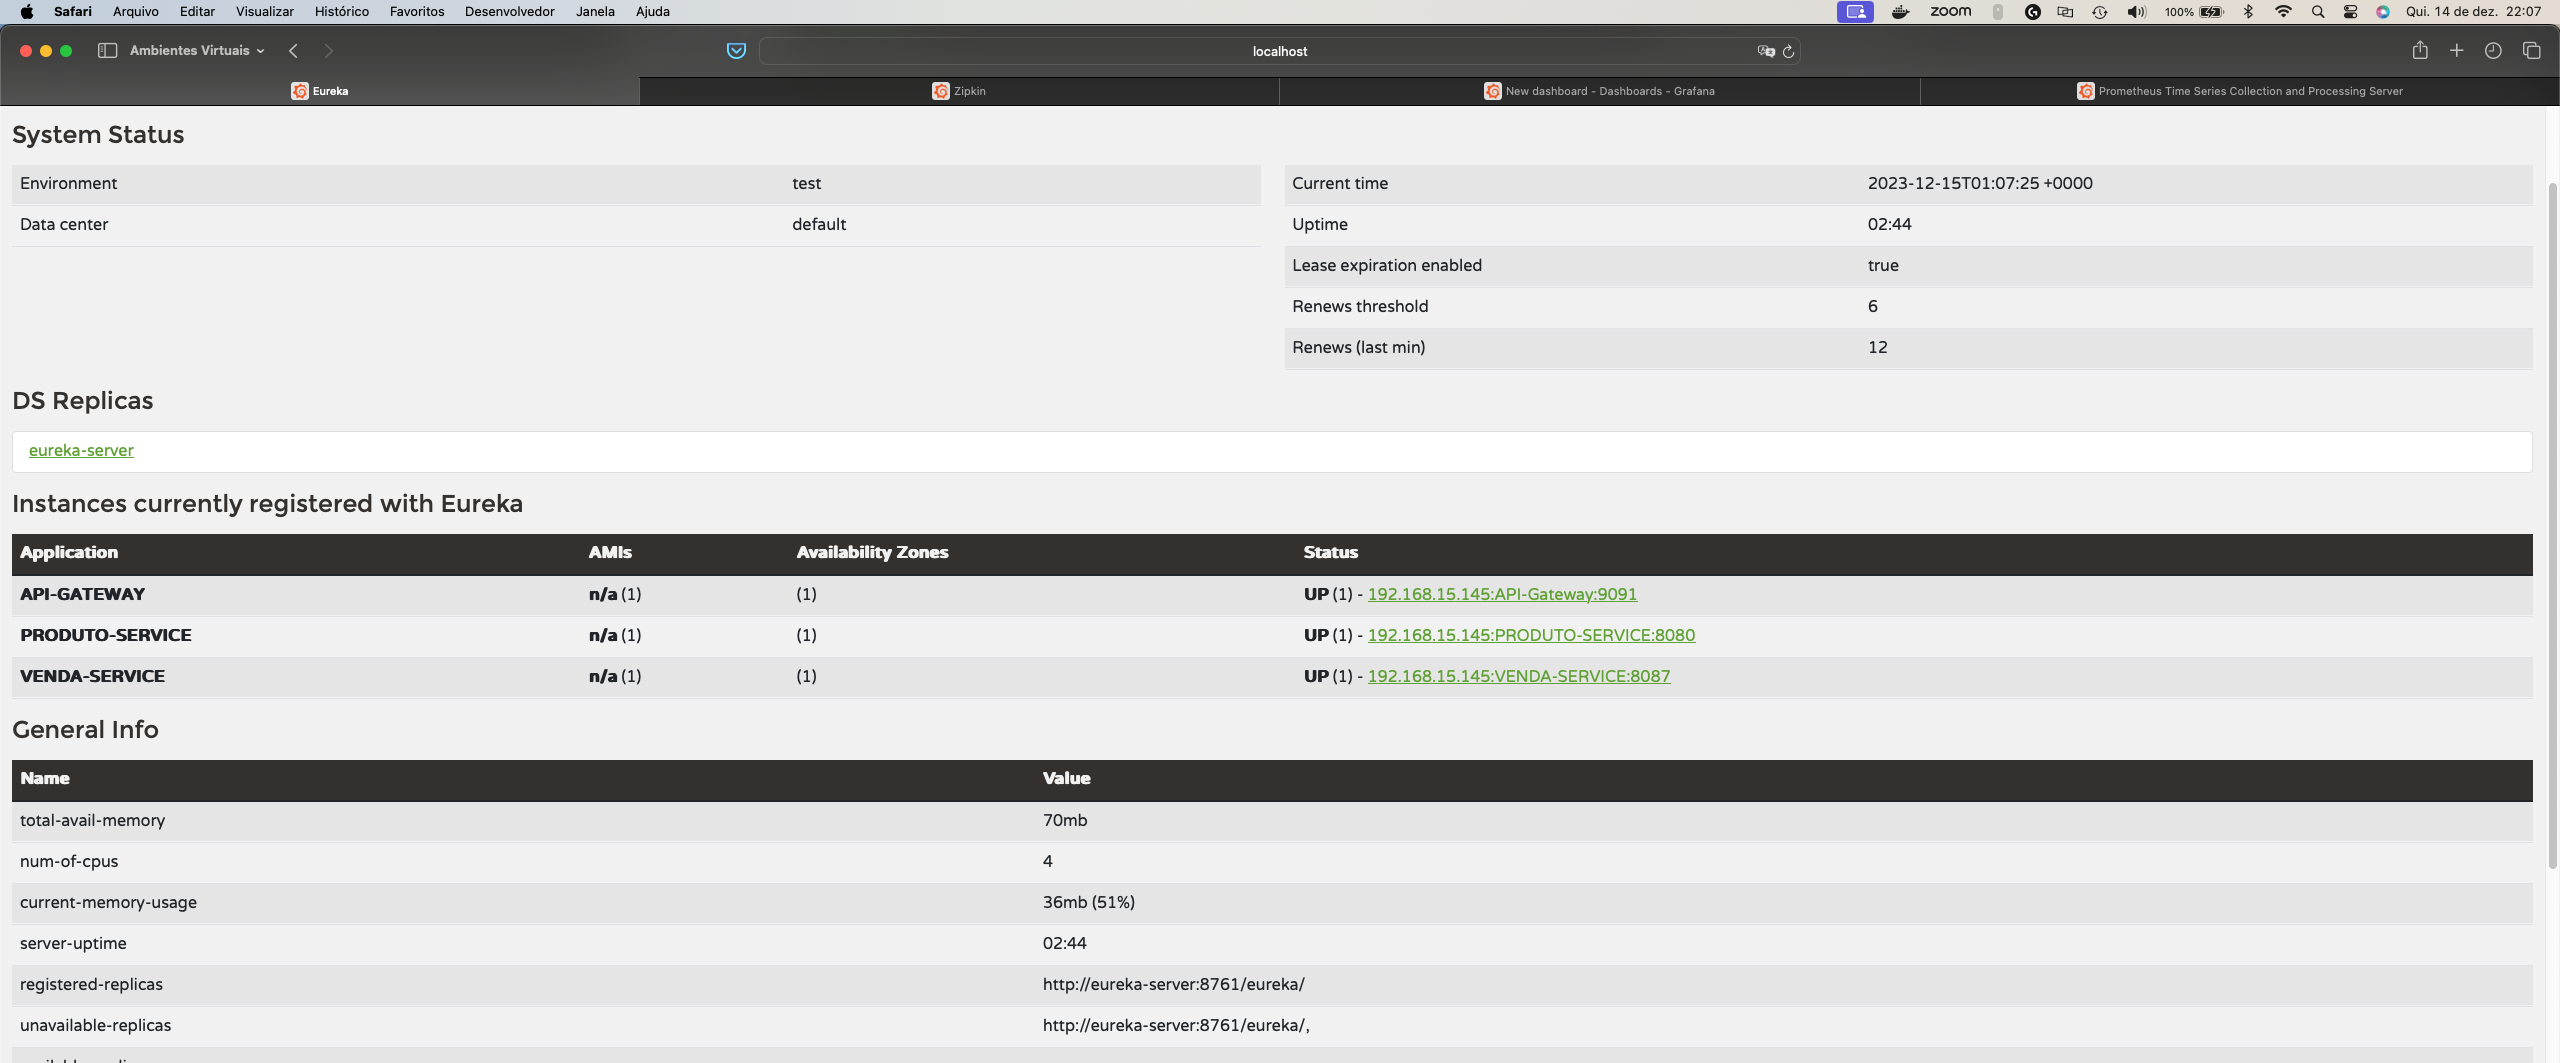 Safari Arquivo Editar Visualizar Histórico Favoritos Desenvolvedor Janela Ajuda zoom 100% Qui. 14 de dez. 22:07
Ambientes Virtuais localhost
Eureka Zipkin New dashboard - Dashboards - Grafana Prometheus Time Series Collection and Processing Server
System Status
Environment test
Data center default
Current time 2023-12-15T01:07:25 +0000
Uptime 02:44
Lease expiration enabled true
Renews threshold 6
Renews (last min) 12
DS Replicas
eureka-server
Instances currently registered with Eureka
Application AMIs Availability Zones Status
API-GATEWAY n/a (1) (1) UP (1) - 192.168.15.145:API-Gateway:9091
PRODUTO-SERVICE n/a (1) (1) UP (1) - 192.168.15.145:PRODUTO-SERVICE:8080
VENDA-SERVICE n/a (1) (1) UP (1) - 192.168.15.145:VENDA-SERVICE:8087
General Info
Name Value
total-avail-memory 70mb
num-of-cpus 4
current-memory-usage 36mb (51%)
server-uptime 02:44
registered-replicas http://eureka-server:8761/eureka/
unavailable-replicas http://eureka-server:8761/eureka/,